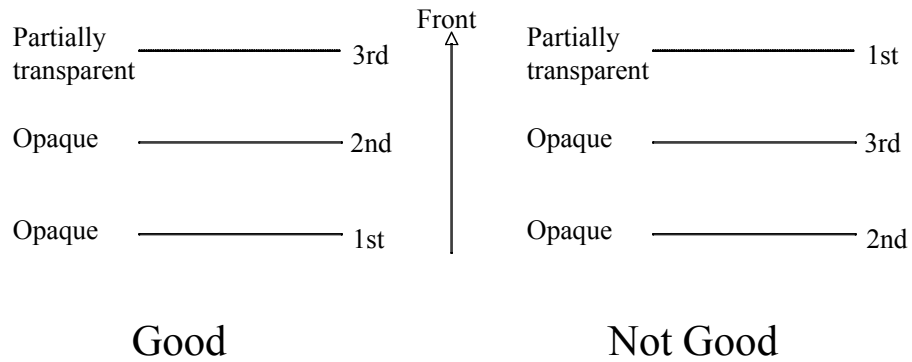 Front
Partially
transparent
3rd
Opaque
2nd
Opaque
1st
Good
Partially
transparent
1st
Opaque
3rd
Opaque
2nd
Not Good